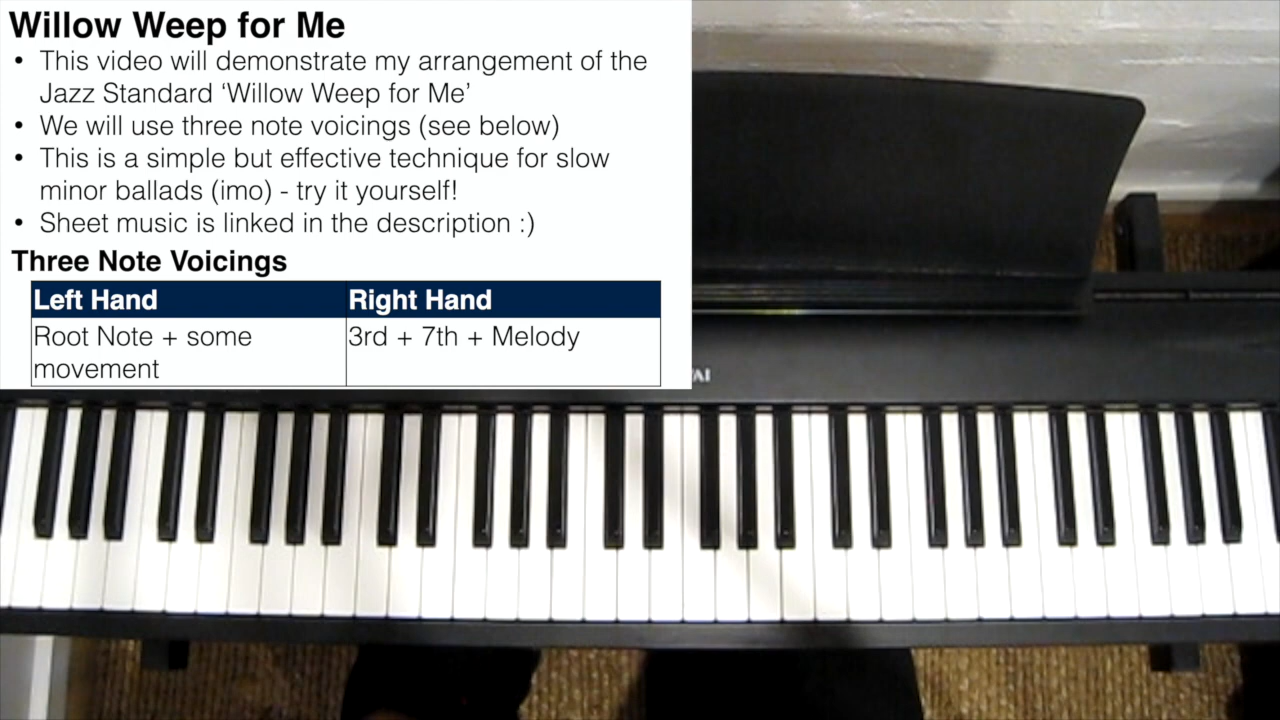 Willow Weep for Me
• This video will demonstrate my arrangement of the
Jazz Standard ‘Willow Weep for Me’
• We will use three note voicings (see below)
• This is a simple but effective technique for slow
minor ballads (imo) - try it yourself!
• Sheet music is linked in the description :)
Three Note Voicings
Left Hand Right Hand
Root Note + some 3rd + 7th + Melody
movement